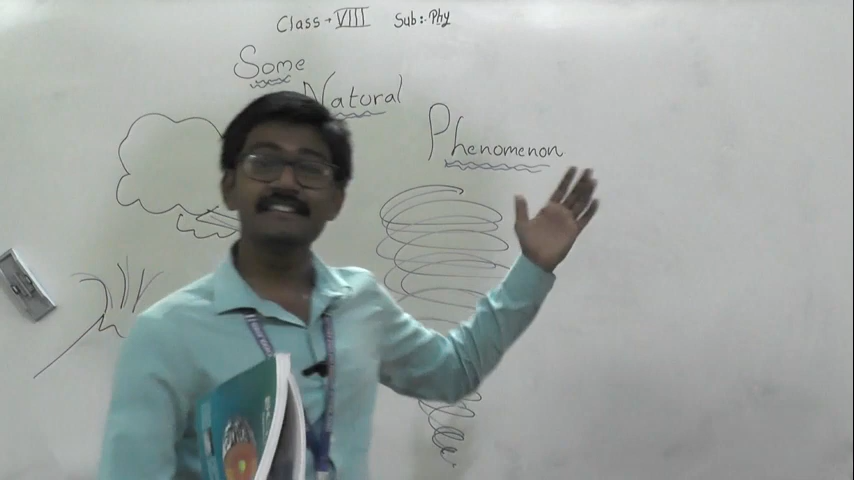 Class → VIII Sub:- Phy
Some
Natural
Phenomenon